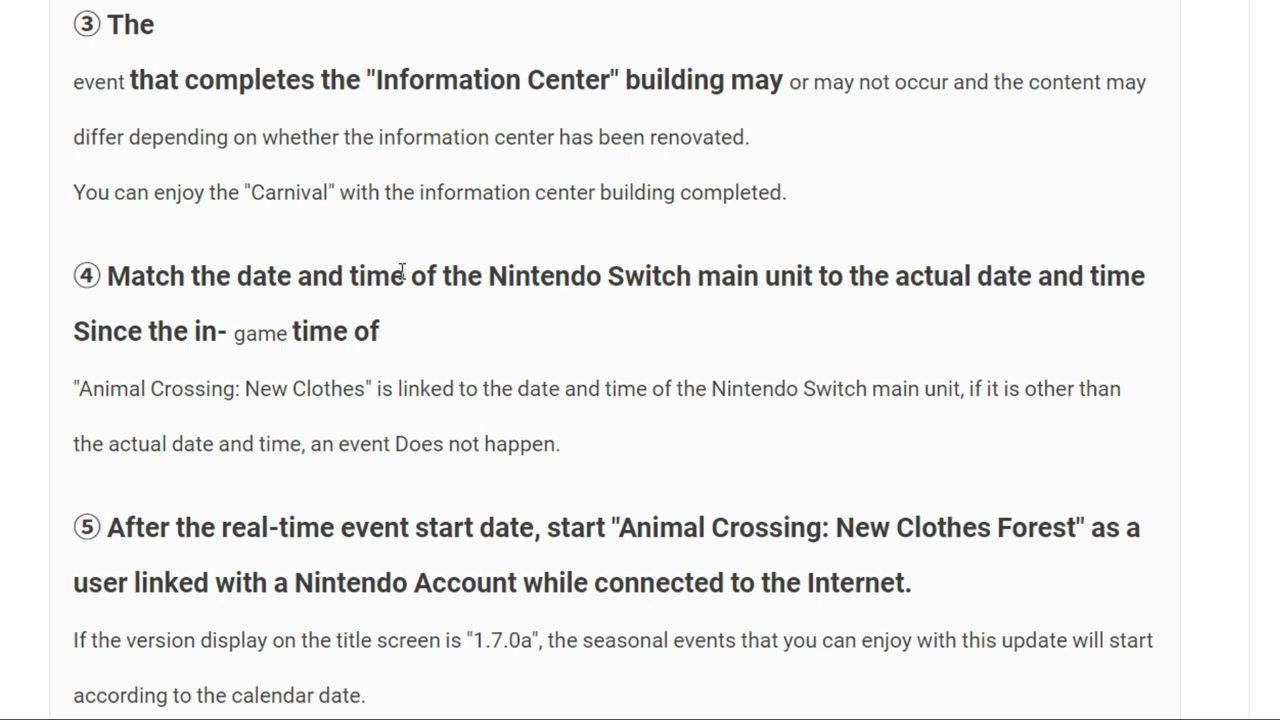 ③ The
event that completes the "Information Center" building may or may not occur and the content may
differ depending on whether the information center has been renovated.
You can enjoy the "Carnival" with the information center building completed.
④ Match the date and time of the Nintendo Switch main unit to the actual date and time
Since the in- game time of
"Animal Crossing: New Clothes" is linked to the date and time of the Nintendo Switch main unit, if it is other than
the actual date and time, an event Does not happen.
⑤ After the real-time event start date, start "Animal Crossing: New Clothes Forest" as a
user linked with a Nintendo Account while connected to the Internet.
If the version display on the title screen is "1.7.0a", the seasonal events that you can enjoy with this update will start
according to the calendar date.